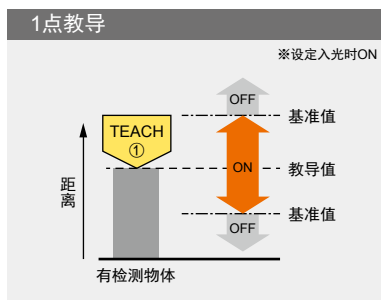 1点教导
※设定入光时ON
OFF
TEACH
①
基准值
ON
教导值
距离
基准值
OFF
有检测物体